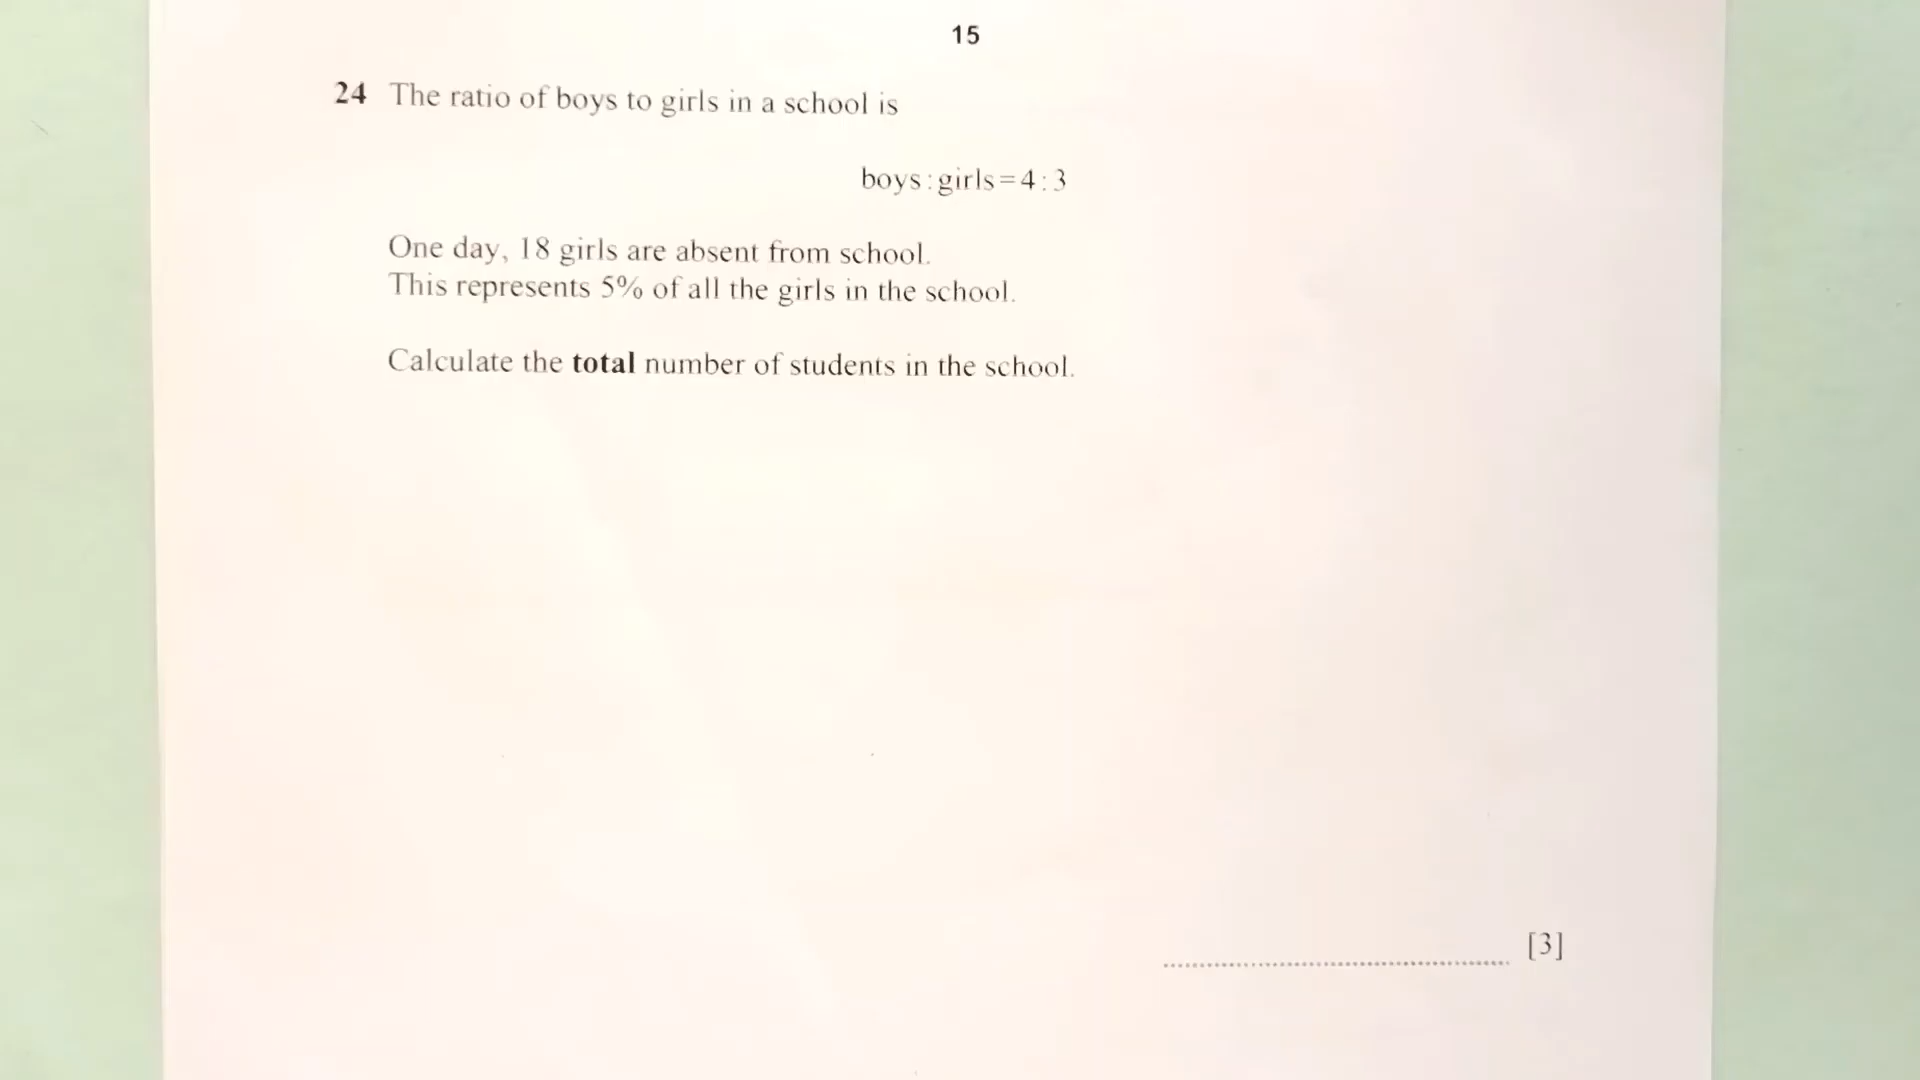 15
24 The ratio of boys to girls in a school is
boys : girls = 4 : 3
One day, 18 girls are absent from school.
This represents 5% of all the girls in the school.
Calculate the total number of students in the school.
.................................................. [3]